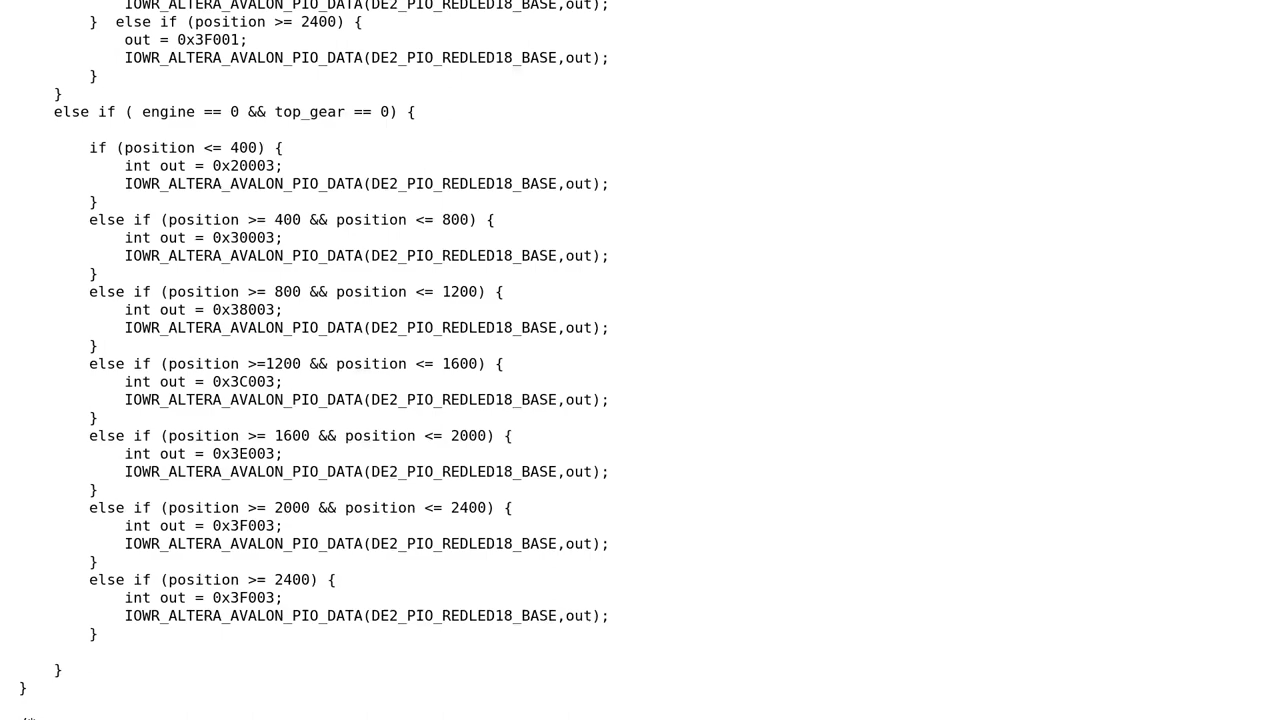 IOWR_ALTERA_AVALON_PIO_DATA(DE2_PIO_REDLED18_BASE,out);
        }  else if (position >= 2400) {
            out = 0x3F001;
            IOWR_ALTERA_AVALON_PIO_DATA(DE2_PIO_REDLED18_BASE,out);
        }
    }
    else if ( engine == 0 && top_gear == 0) {

        if (position <= 400) {
            int out = 0x20003;
            IOWR_ALTERA_AVALON_PIO_DATA(DE2_PIO_REDLED18_BASE,out);
        }
        else if (position >= 400 && position <= 800) {
            int out = 0x30003;
            IOWR_ALTERA_AVALON_PIO_DATA(DE2_PIO_REDLED18_BASE,out);
        }
        else if (position >= 800 && position <= 1200) {
            int out = 0x38003;
            IOWR_ALTERA_AVALON_PIO_DATA(DE2_PIO_REDLED18_BASE,out);
        }
        else if (position >=1200 && position <= 1600) {
            int out = 0x3C003;
            IOWR_ALTERA_AVALON_PIO_DATA(DE2_PIO_REDLED18_BASE,out);
        }
        else if (position >= 1600 && position <= 2000) {
            int out = 0x3E003;
            IOWR_ALTERA_AVALON_PIO_DATA(DE2_PIO_REDLED18_BASE,out);
        }
        else if (position >= 2000 && position <= 2400) {
            int out = 0x3F003;
            IOWR_ALTERA_AVALON_PIO_DATA(DE2_PIO_REDLED18_BASE,out);
        }
        else if (position >= 2400) {
            int out = 0x3F003;
            IOWR_ALTERA_AVALON_PIO_DATA(DE2_PIO_REDLED18_BASE,out);
        }

    }
}

/*